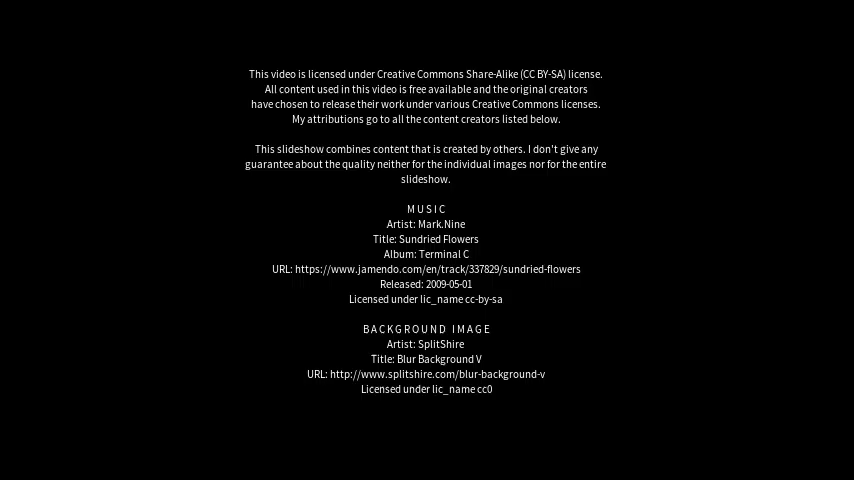 This video is licensed under Creative Commons Share-Alike (CC BY-SA) license.
All content used in this video is free available and the original creators
have chosen to release their work under various Creative Commons licenses.
My attributions go to all the content creators listed below.
This slideshow combines content that is created by others. I don't give any
guarantee about the quality neither for the individual images nor for the entire
slideshow.
MUSIC
Artist: Mark.Nine
Title: Sundried Flowers
Album: Terminal C
URL: https://www.jamendo.com/en/track/337829/sundried-flowers
Released: 2009-05-01
Licensed under lic_name cc-by-sa
BACKGROUND IMAGE
Artist: SplitShire
Title: Blur Background V
URL: http://www.splitshire.com/blur-background-v
Licensed under lic_name cc0